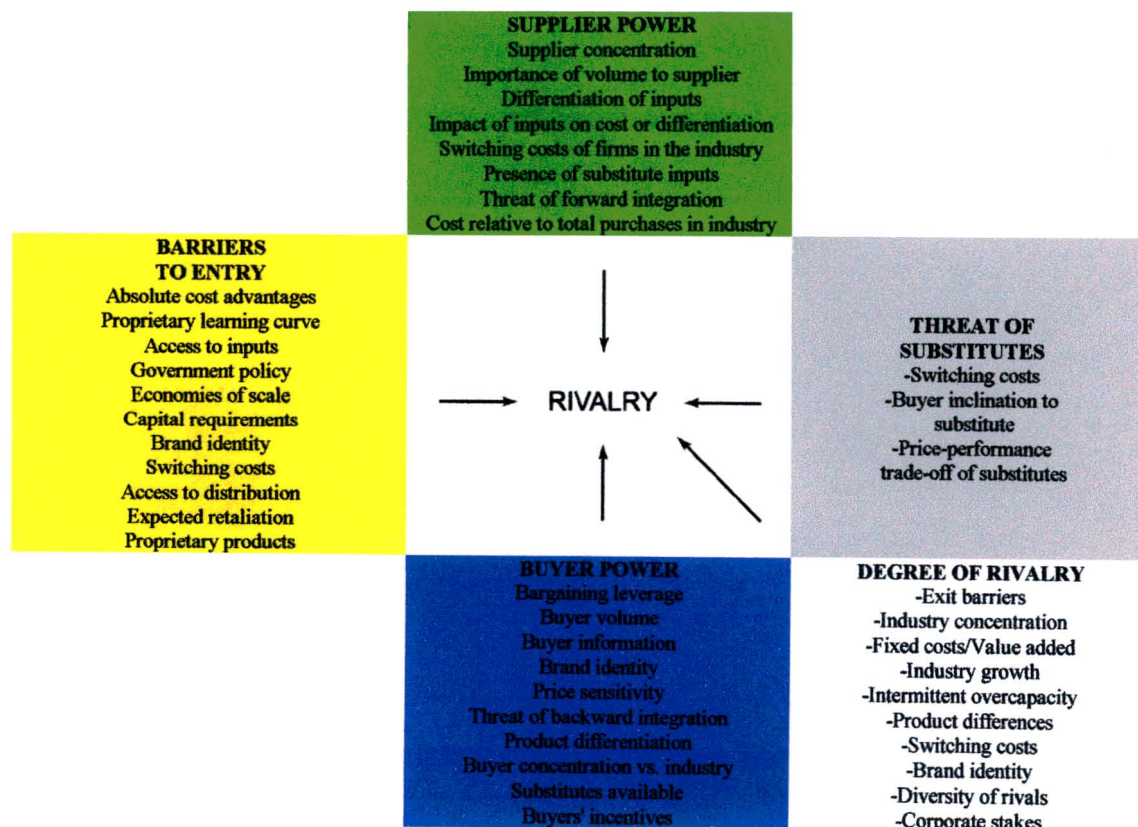 SUPPLIER POWER
Supplier concentration
Importance of volume to supplier
Differentiation of inputs
Impact of inputs on cost or differentiation
Switching costs of firms in the industry
Presence of substitute inputs
Threat of forward integration
Cost relative to total purchases in industry
BARRIERS
TO ENTRY
Absolute cost advantages
Proprietary learning curve
Access to inputs
Government policy
Economies of scale
Capital requirements
Brand identity
Switching costs
Access to distribution
Expected retaliation
Proprietary products
RIVALRY
THREAT OF
SUBSTITUTES
-Switching costs
-Buyer inclination to
substitute
-Price-performance
trade-off of substitutes
BUYER POWER
Bargaining leverage
Buyer volume
Buyer information
Brand identity
Price sensitivity
Threat of backward integration
Product differentiation
Buyer concentration vs. industry
Substitutes available
Buyers' incentives
DEGREE OF RIVALRY
-Exit barriers
-Industry concentration
-Fixed costs/Value added
-Industry growth
-Intermittent overcapacity
-Product differences
-Switching costs
-Brand identity
-Diversity of rivals
-Corporate stakes